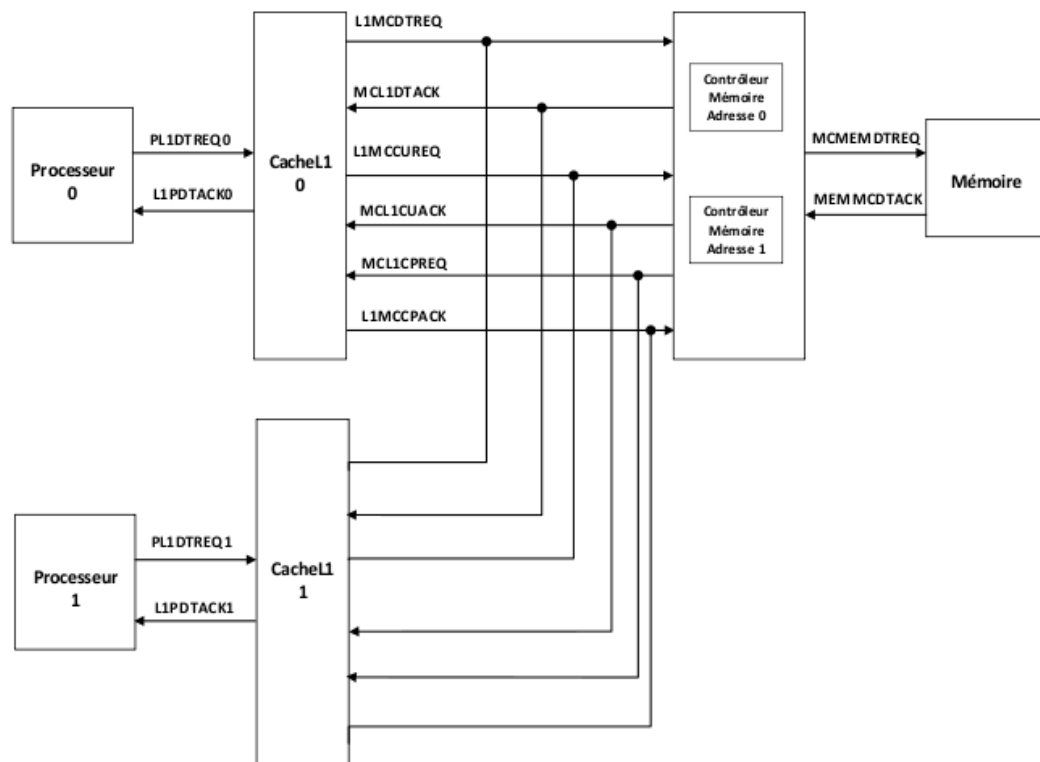 L1MCDTREQ
MCL1DTACK
L1MCCUREQ
MCL1CUACK
MCL1CPREQ
L1MCCPACK
Processeur
0
PL1DTREQ0
L1PDTACK0
CacheL1
0
Contrôleur
Mémoire
Adresse 0
Contrôleur
Mémoire
Adresse 1
MCMEMDTREQ
MEMMCDTACK
Mémoire
Processeur
1
PL1DTREQ1
L1PDTACK1
CacheL1
1